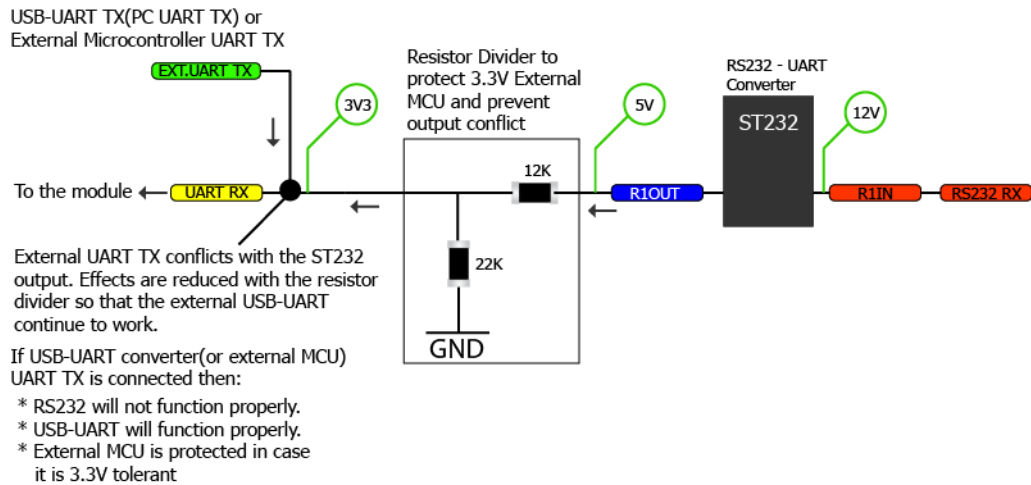 USB-UART TX(PC UART TX) or
External Microcontroller UART TX
EXT.UART TX
3V3
Resistor Divider to
protect 3.3V External
MCU and prevent
output conflict
5V
RS232 - UART
Converter
ST232
12V
12K
To the module
UART RX
R1OUT
R1IN
RS232 RX
22K
GND
External UART TX conflicts with the ST232
output. Effects are reduced with the resistor
divider so that the external USB-UART
continue to work.
If USB-UART converter(or external MCU)
UART TX is connected then:
* RS232 will not function properly.
* USB-UART will function properly.
* External MCU is protected in case
it is 3.3V tolerant